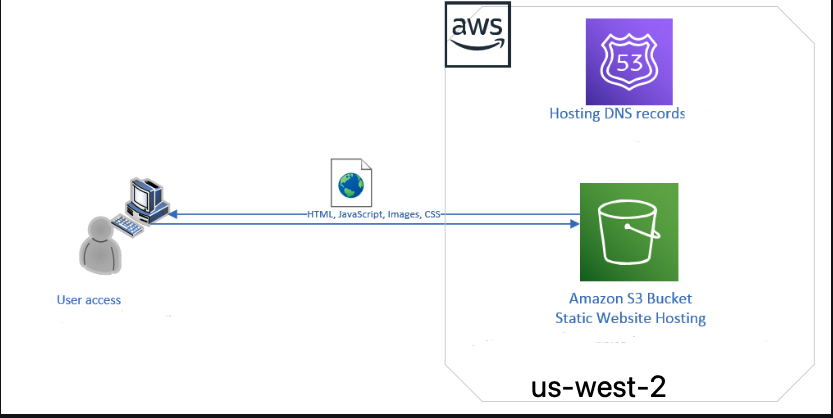 aws
53
Hosting DNS records
HTML, JavaScript, Images, CSS
User access
Amazon S3 Bucket
Static Website Hosting
us-west-2